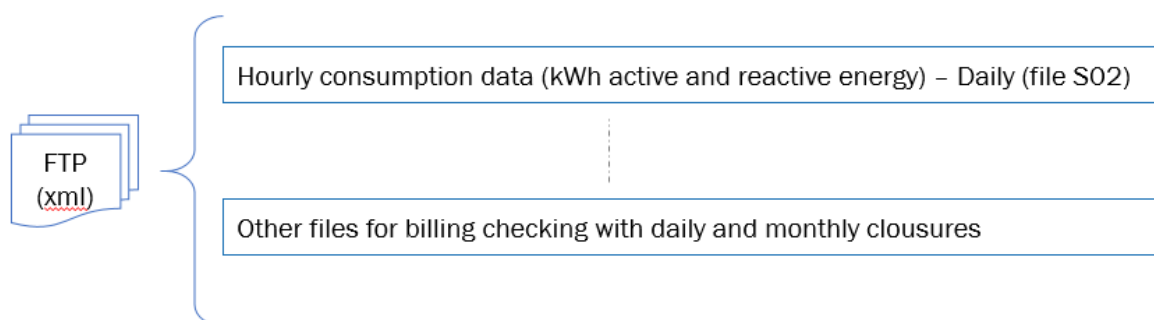 Hourly consumption data (kWh active and reactive energy) – Daily (file S02)
FTP
(xml)
Other files for billing checking with daily and monthly clousures